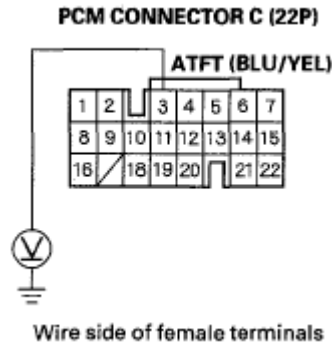 PCM CONNECTOR C (22P)
ATFT (BLU/YEL)
1 2 3 4 5 6 7
8 9 10 11 12 13 14 15
16 18 19 20 21 22
V
Wire side of female terminals